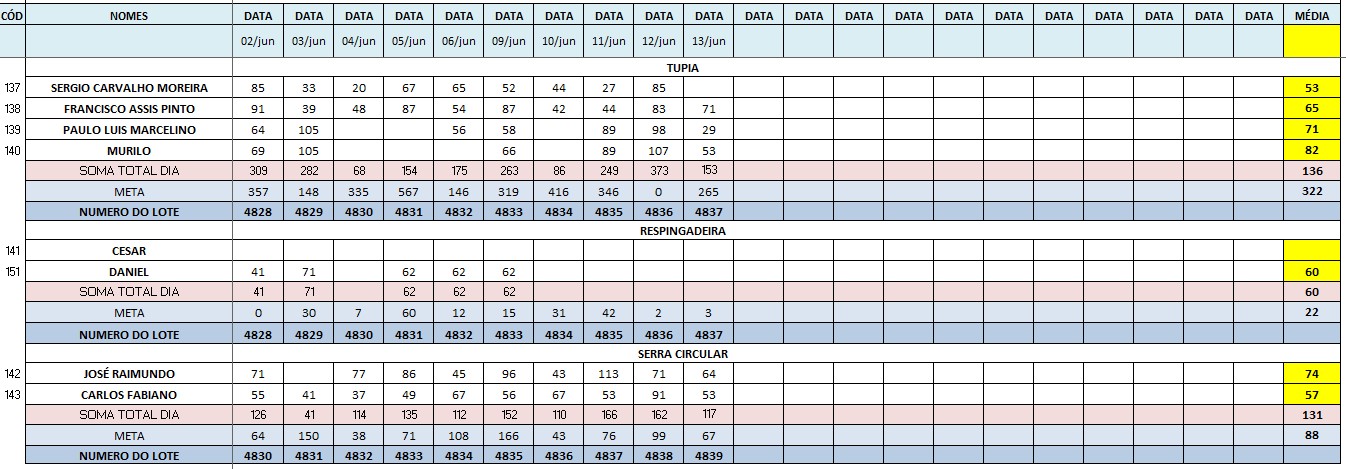 CÓD NOMES DATA DATA DATA DATA DATA DATA DATA DATA DATA DATA DATA DATA DATA DATA DATA DATA DATA DATA DATA DATA DATA MÉDIA
02/jun 03/jun 04/jun 05/jun 06/jun 09/jun 10/jun 11/jun 12/jun 13/jun
TUPIA
137 SERGIO CARVALHO MOREIRA 85 33 20 67 65 52 44 27 85 53
138 FRANCISCO ASSIS PINTO 91 39 48 87 54 87 42 44 83 71 65
139 PAULO LUIS MARCELINO 64 105 56 58 89 98 29 71
140 MURILO 69 105 66 89 107 53 82
SOMA TOTAL DIA 309 282 68 154 175 263 86 249 373 153 136
META 357 148 335 567 146 319 416 346 0 265 322
NUMERO DO LOTE 4828 4829 4830 4831 4832 4833 4834 4835 4836 4837
RESPINGADEIRA
141 CESAR
151 DANIEL 41 71 62 62 62 60
SOMA TOTAL DIA 41 71 62 62 62 60
META 0 30 7 60 12 15 31 42 2 3 22
NUMERO DO LOTE 4828 4829 4830 4831 4832 4833 4834 4835 4836 4837
SERRA CIRCULAR
142 JOSÉ RAIMUNDO 71 77 86 45 96 43 113 71 64 74
143 CARLOS FABIANO 55 41 37 49 67 56 67 53 91 53 57
SOMA TOTAL DIA 126 41 114 135 112 152 110 166 162 117 131
META 64 150 38 71 108 166 43 76 99 67 88
NUMERO DO LOTE 4830 4831 4832 4833 4834 4835 4836 4837 4838 4839